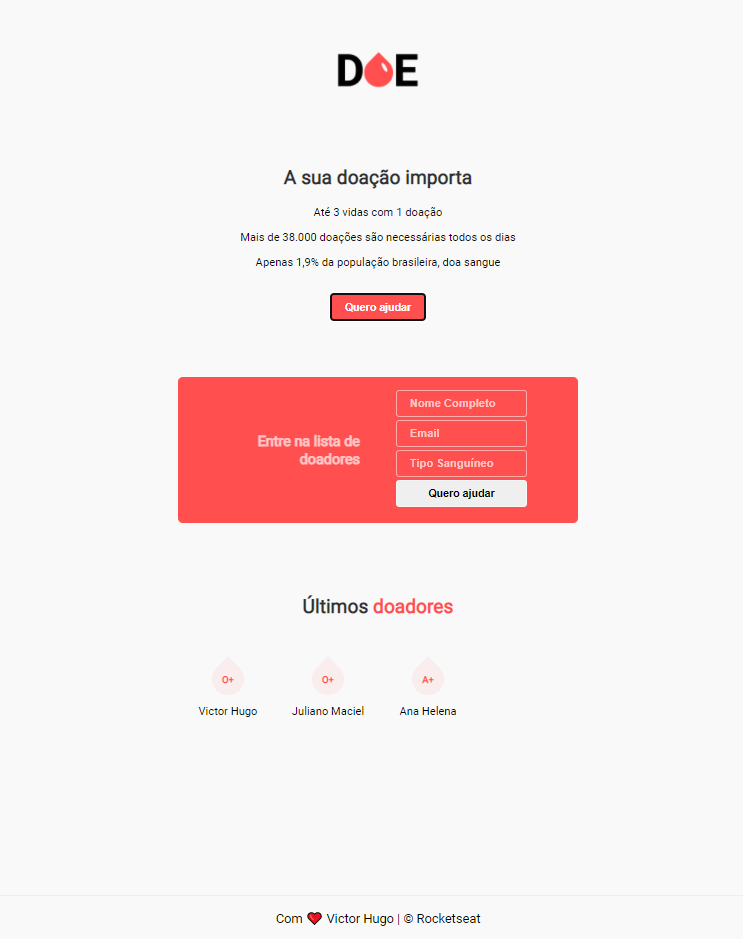 DOE
A sua doação importa
Até 3 vidas com 1 doação
Mais de 38.000 doações são necessárias todos os dias
Apenas 1,9% da população brasileira, doa sangue
Quero ajudar
Entre na lista de
doadores
Nome Completo
Email
Tipo Sanguíneo
Quero ajudar
Últimos doadores
O+
O+
A+
Victor Hugo
Juliano Maciel
Ana Helena
Com ❤ Victor Hugo | © Rocketseat